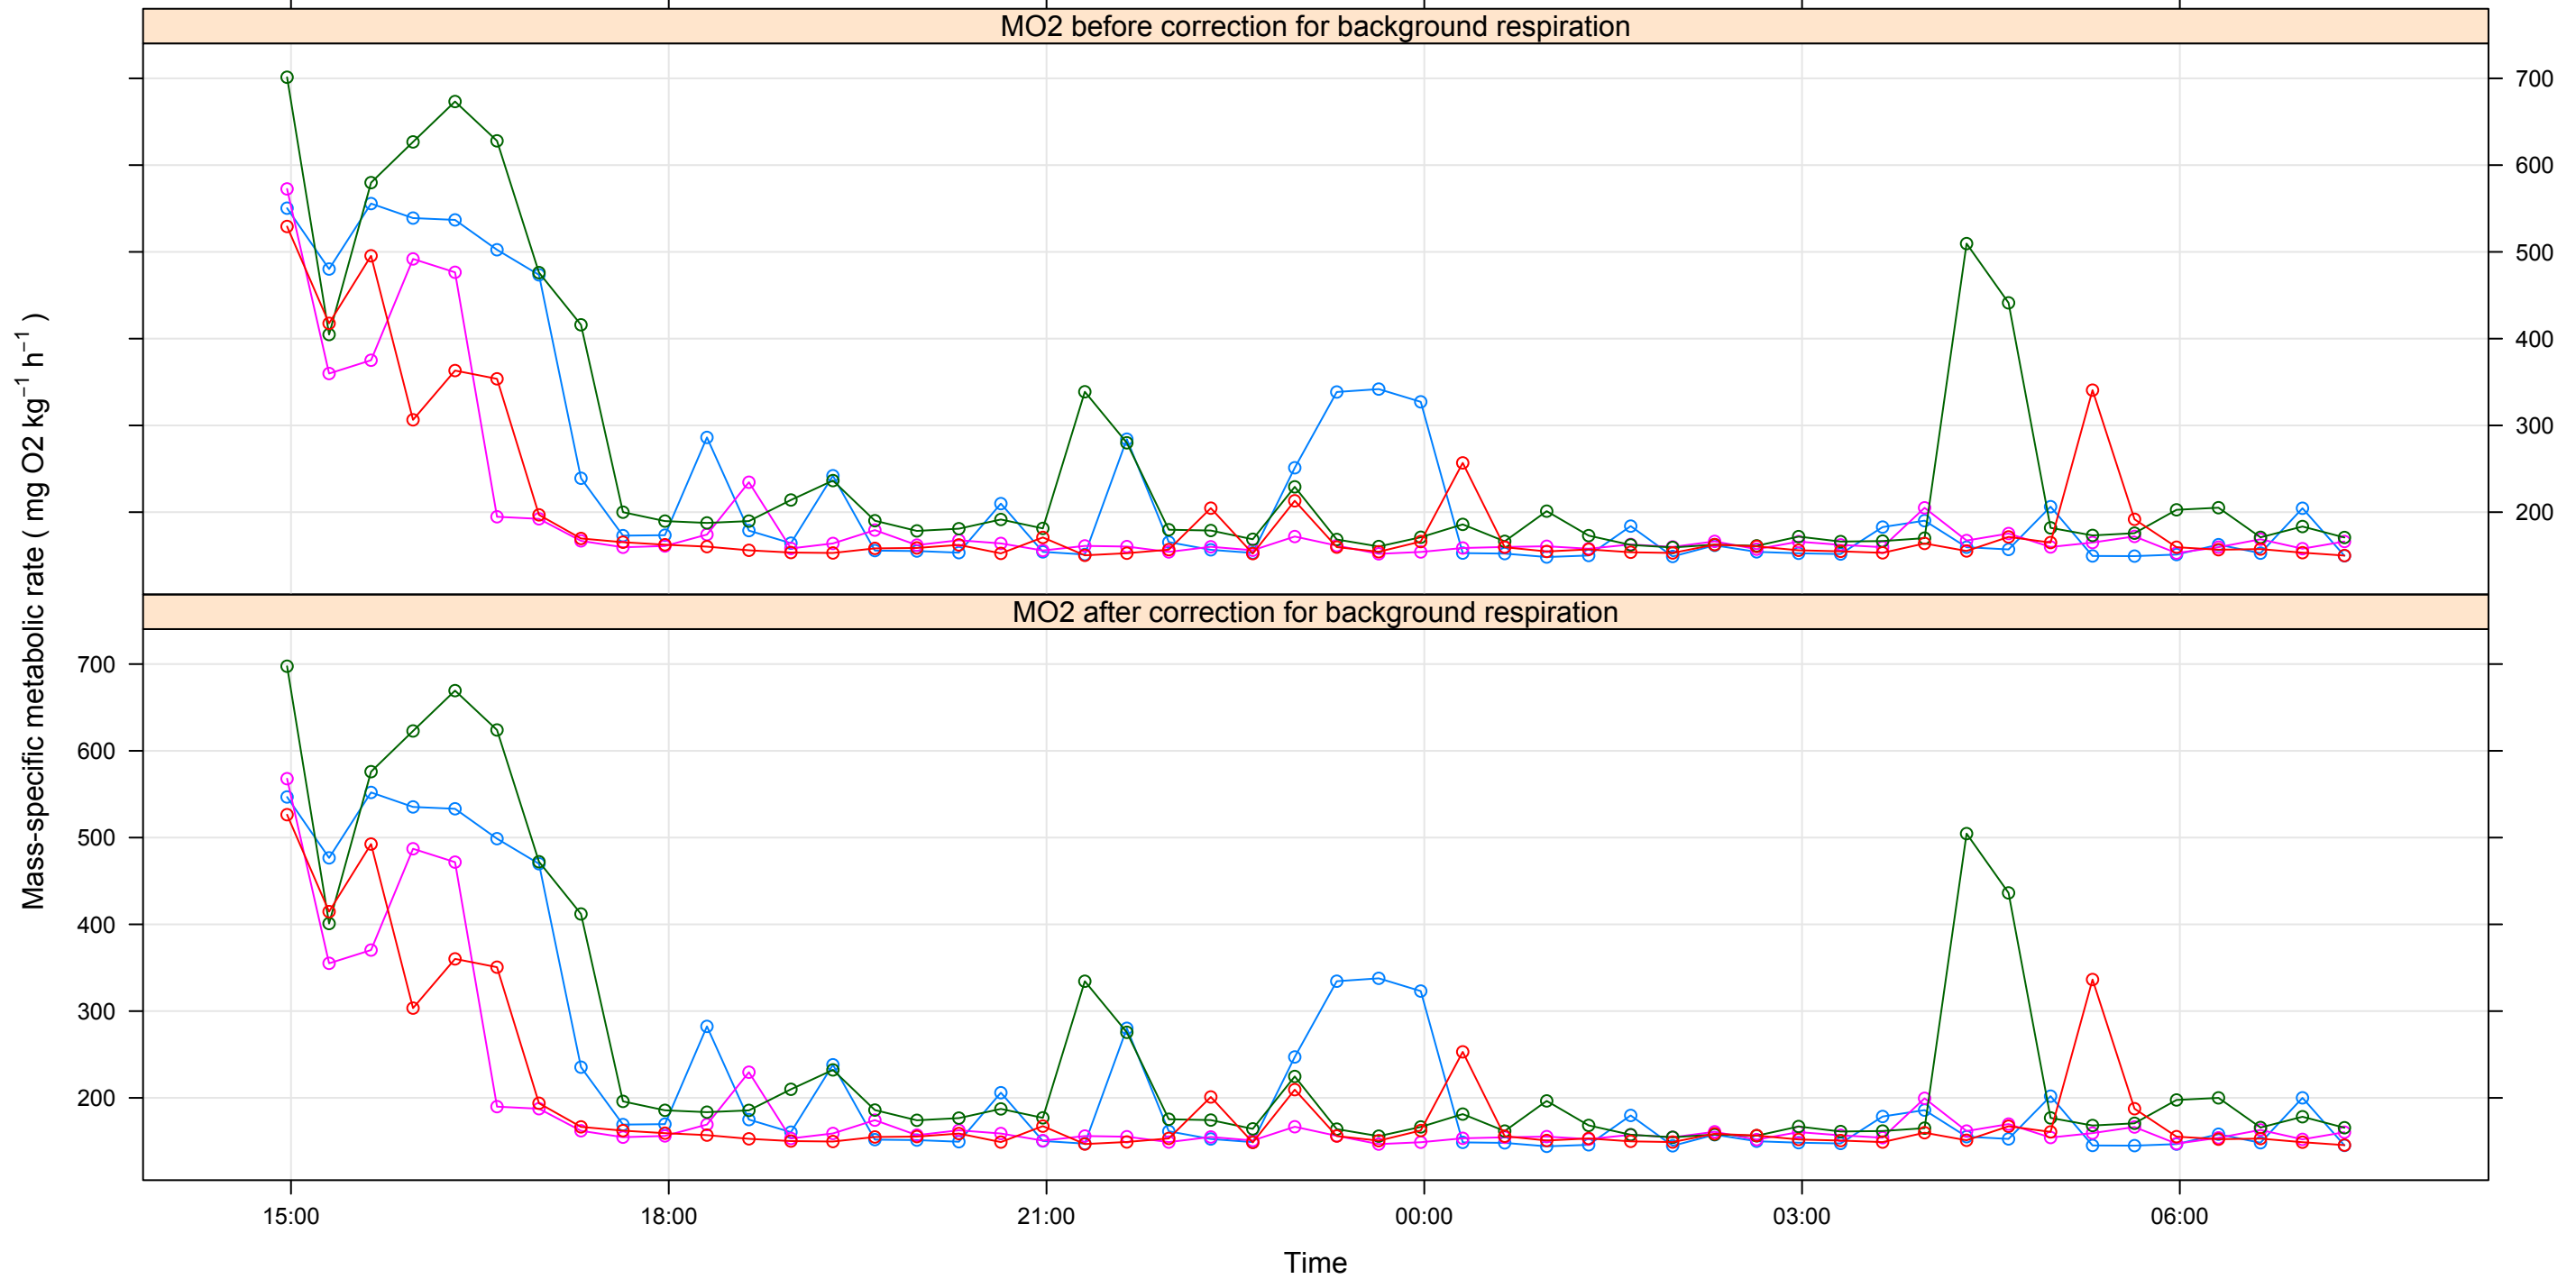 MO2 before correction for background respiration
700
600
500
400
300
200
Mass-specific metabolic rate ( mg O2 kg⁻¹ h⁻¹ )
MO2 after correction for background respiration
700
600
500
400
300
200
15:00 18:00 21:00 00:00 03:00 06:00
Time